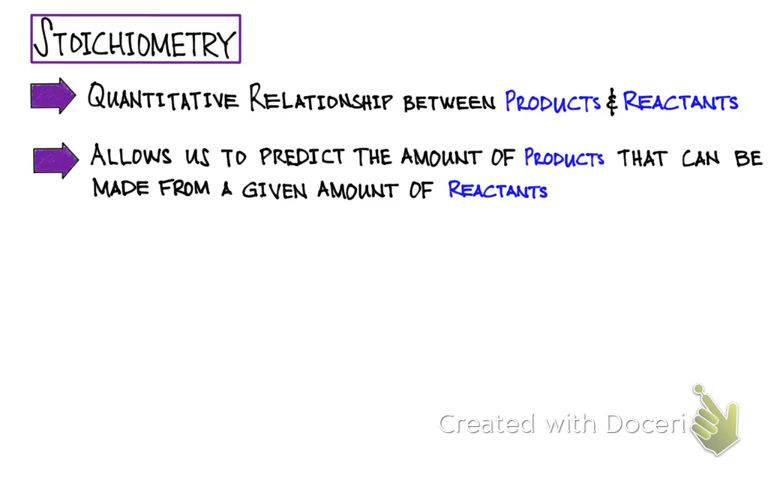 STOICHIOMETRY
QUANTITATIVE RELATIONSHIP BETWEEN PRODUCTS & REACTANTS
ALLOWS US TO PREDICT THE AMOUNT OF PRODUCTS THAT CAN BE
MADE FROM A GIVEN AMOUNT OF REACTANTS
Created with Doceri